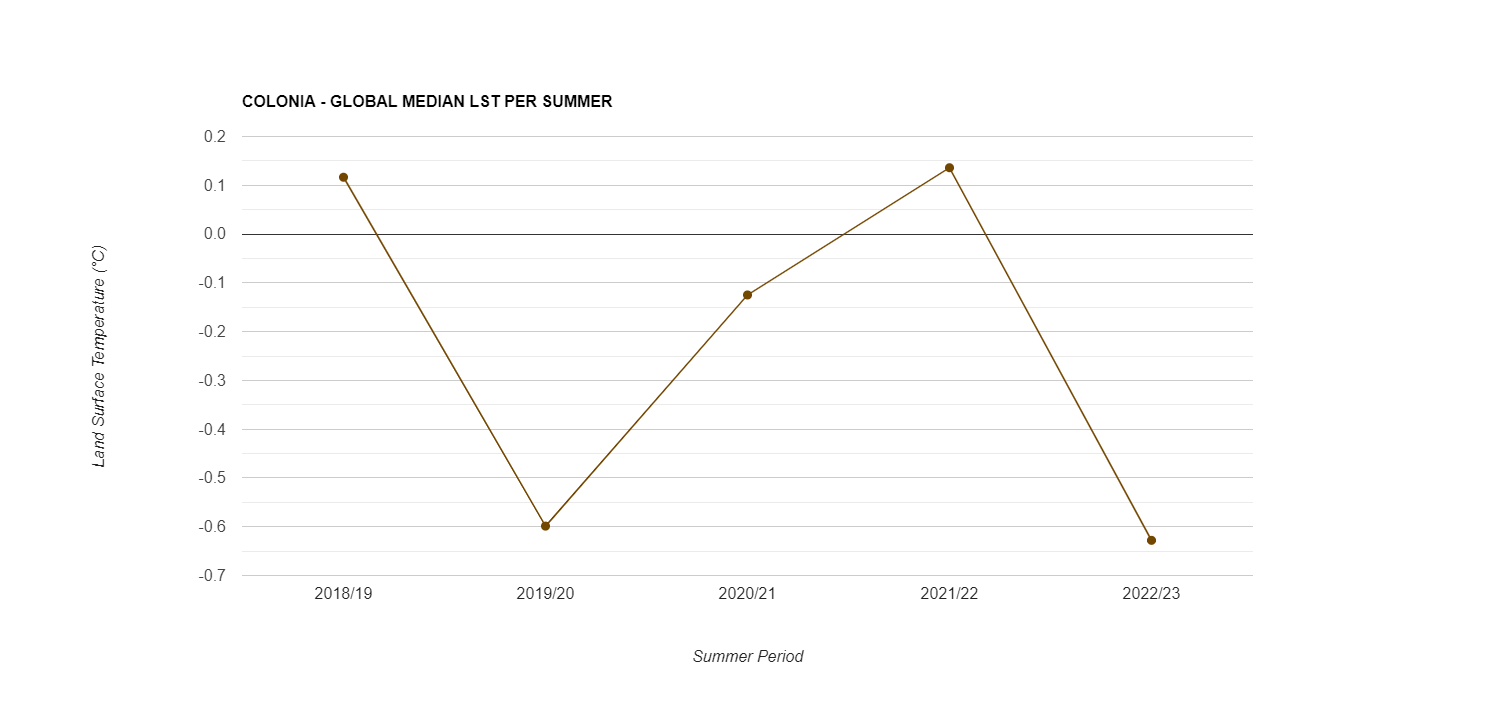 COLONIA - GLOBAL MEDIAN LST PER SUMMER
0.2
0.1
0.0
-0.1
-0.2
-0.3
-0.4
-0.5
-0.6
-0.7
Land Surface Temperature (°C)
2018/19 2019/20 2020/21 2021/22 2022/23
Summer Period